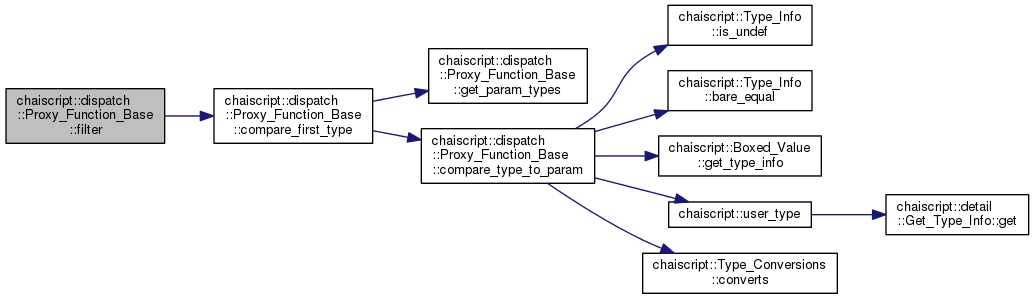 chaiscript::dispatch
::Proxy_Function_Base
::filter
chaiscript::dispatch
::Proxy_Function_Base
::compare_first_type
chaiscript::dispatch
::Proxy_Function_Base
::get_param_types
chaiscript::dispatch
::Proxy_Function_Base
::compare_type_to_param
chaiscript::Type_Info
::is_undef
chaiscript::Type_Info
::bare_equal
chaiscript::Boxed_Value
::get_type_info
chaiscript::user_type
chaiscript::detail
::Get_Type_Info::get
chaiscript::Type_Conversions
::converts